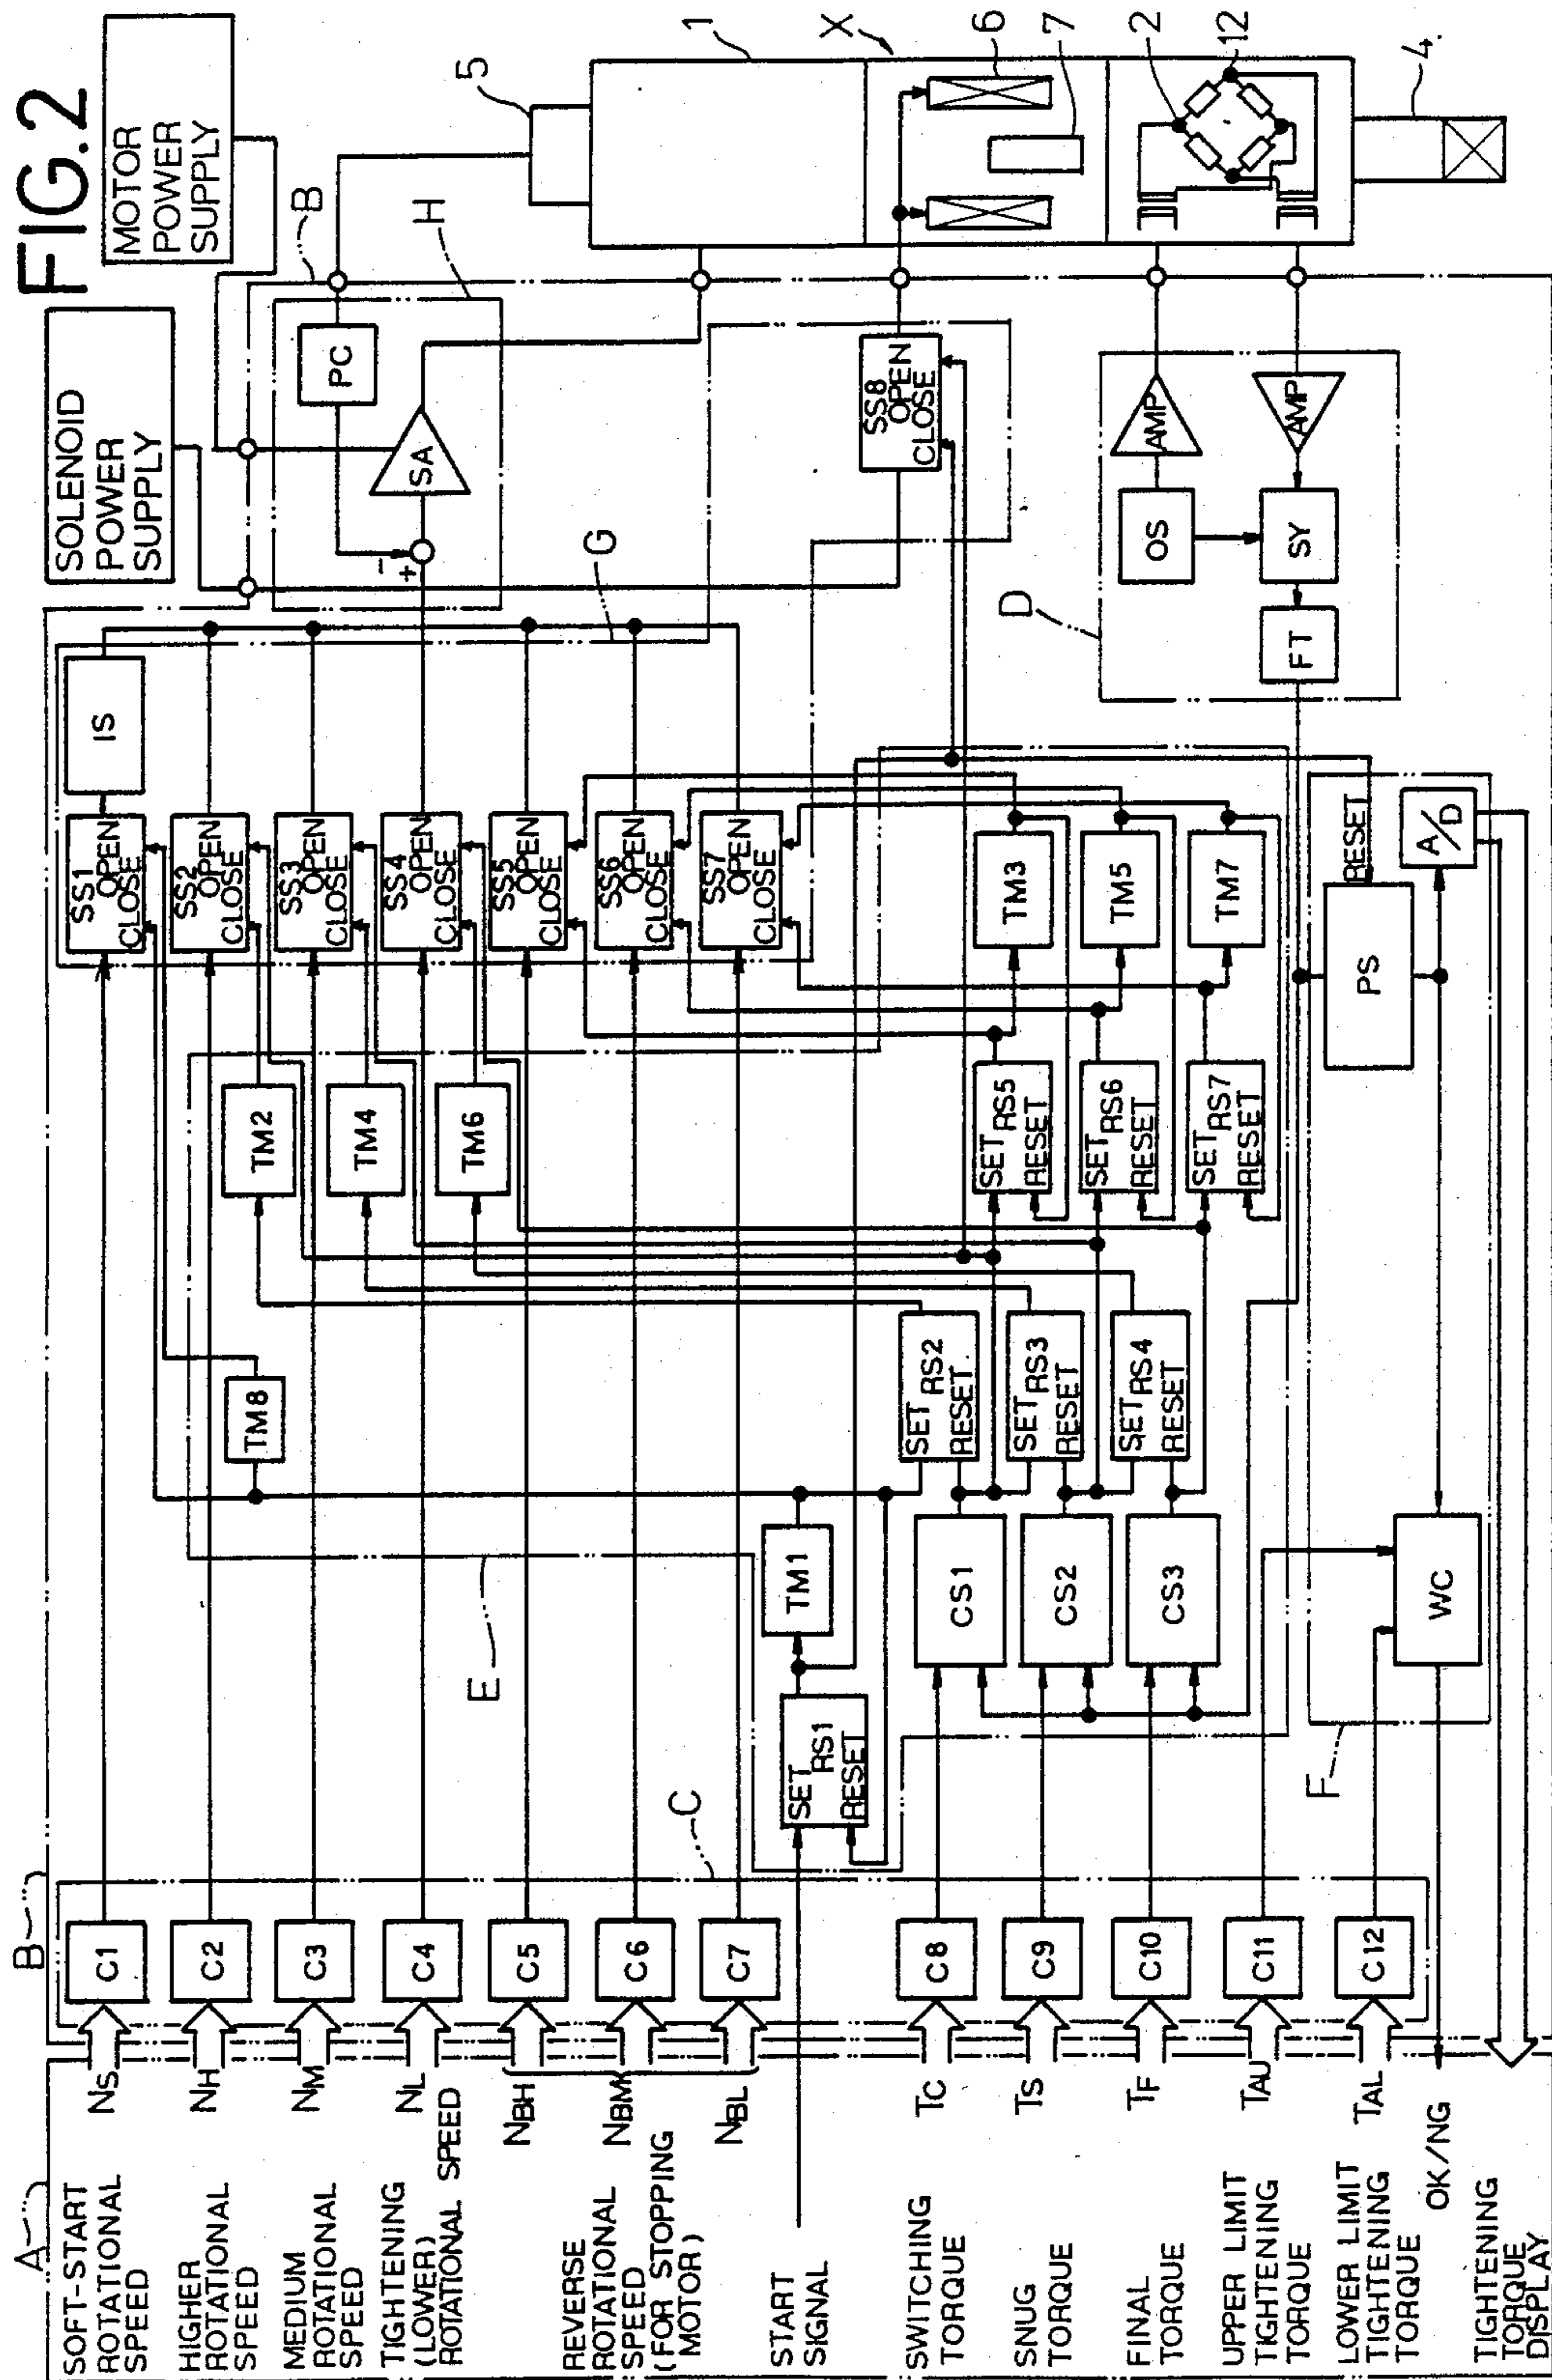 FIG.2
SOLENOID
POWER
SUPPLY
MOTOR
POWER
SUPPLY
A
B
SOFT-START
ROTATIONAL
SPEED
NS
C1
SS1
OPEN
CLOSE
IS
HIGHER
ROTATIONAL
SPEED
NH
C2
TM8
TM2
SS2
OPEN
CLOSE
MEDIUM
ROTATIONAL
SPEED
NM
C3
TM4
SS3
OPEN
CLOSE
TIGHTENING
(LOWER)
ROTATIONAL SPEED
NL
C4
TM6
SS4
OPEN
CLOSE
- +
SA
PC
B
H
5
REVERSE
ROTATIONAL
SPEED
(FOR STOPPING
MOTOR)
NBH
C5
E
SS5
OPEN
CLOSE
NBM
C6
SS6
OPEN
CLOSE
G
NBL
C7
C
SS7
OPEN
CLOSE
1
START
SIGNAL
SET
RS1
RESET
TM1
SS8
OPEN
CLOSE
X
SWITCHING
TORQUE
TC
C8
CS1
SET
RS2
RESET
SET
RS5
RESET
TM3
6
7
SNUG
TORQUE
TS
C9
CS2
SET
RS3
RESET
SET
RS6
RESET
TM5
D
FINAL
TORQUE
TF
C10
CS3
SET
RS4
RESET
SET
RS7
RESET
TM7
OS
AMP
2
12
UPPER LIMIT
TIGHTENING
TORQUE
TAU
C11
FT
SY
AMP
LOWER LIMIT
TIGHTENING
TORQUE
TAL
C12
F
PS
RESET
4
OK/NG
WC
A/D
TIGHTENING
TORQUE
DISPLAY